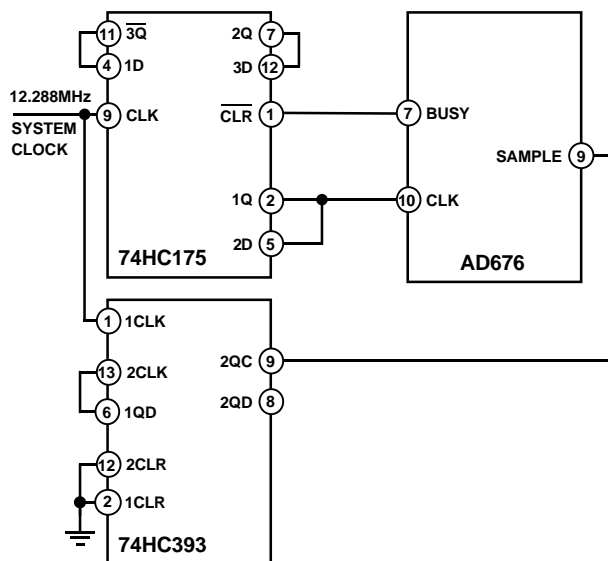 11 3Q 2Q 7
4 1D 3D 12
12.288MHz
9 CLK CLR 1 7 BUSY
SYSTEM
CLOCK
SAMPLE 9
1Q 2 10 CLK
2D 5
74HC175
AD676
1 1CLK
2QC 9
13 2CLK
2QD 8
6 1QD
12 2CLR
2 1CLR
74HC393